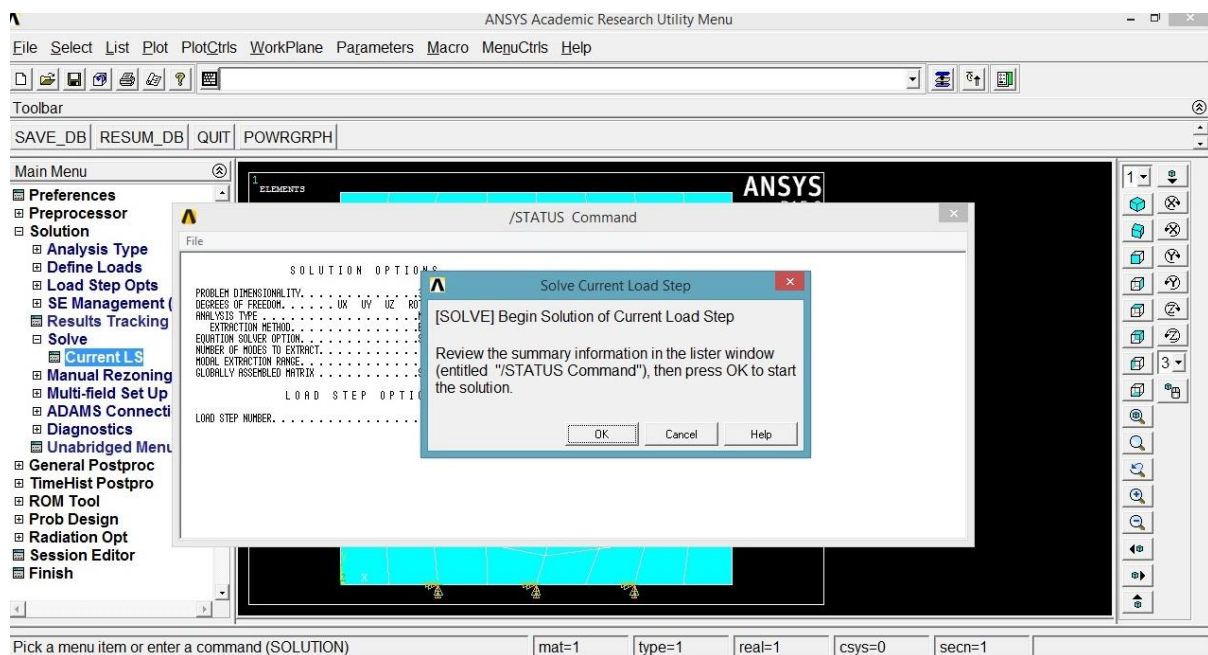 ANSYS Academic Research Utility Menu
File Select List Plot PlotCtrls WorkPlane Parameters Macro MenuCtrls Help
Toolbar
SAVE_DB RESUM_DB QUIT POWRGRPH
Main Menu
Preferences
Preprocessor
Solution
Analysis Type
Define Loads
Load Step Opts
SE Management (
Results Tracking
Solve
Current LS
Manual Rezoning
Multi-field Set Up
ADAMS Connecti
Diagnostics
Unabridged Menu
General Postproc
TimeHist Postpro
ROM Tool
Prob Design
Radiation Opt
Session Editor
Finish
1
ELEMENTS
ANSYS
/STATUS Command
File
SOLUTION OPTIONS
PROBLEM DIMENSIONALITY. . . . . . . . . . . . .
DEGREES OF FREEDOM. . . . . . UX UY UZ ROT
ANALYSIS TYPE . . . . . . . . . . . . . . . . .
EXTRACTION METHOD. . . . . . . . . . . . . .
EQUATION SOLVER OPTION. . . . . . . . . . . . .
NUMBER OF MODES TO EXTRACT. . . . . . . . . . .
MODAL EXTRACTION RANGE. . . . . . . . . . . . .
GLOBALLY ASSEMBLED MATRIX . . . . . . . . . . .
LOAD STEP OPTIO
LOAD STEP NUMBER. . . . . . . . . . . . . . . .
Solve Current Load Step
[SOLVE] Begin Solution of Current Load Step
Review the summary information in the lister window
(entitled "/STATUS Command"), then press OK to start
the solution.
OK Cancel Help
X
1
3
Pick a menu item or enter a command (SOLUTION) mat=1 type=1 real=1 csys=0 secn=1